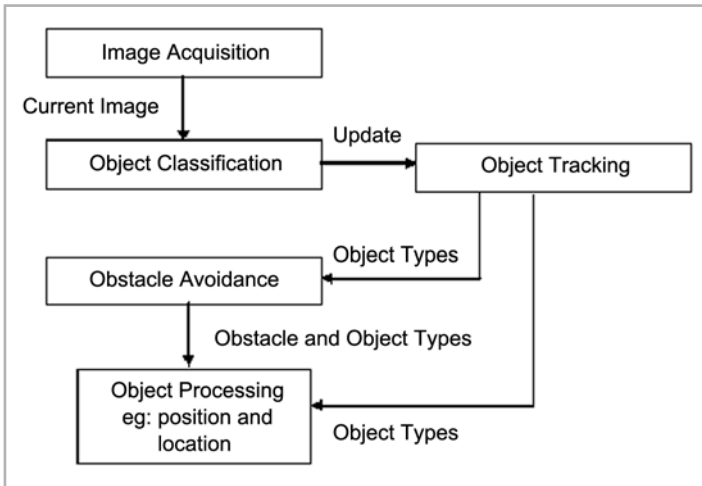 Image Acquisition
Current Image
Update
Object Classification
Object Tracking
Object Types
Obstacle Avoidance
Obstacle and Object Types
Object Processing
eg: position and
location
Object Types